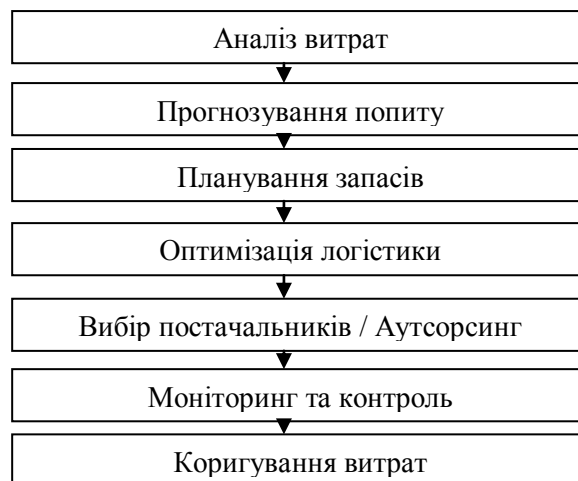 Аналіз витрат
Прогнозування попиту
Планування запасів
Оптимізація логістики
Вибір постачальників / Аутсорсинг
Моніторинг та контроль
Коригування витрат